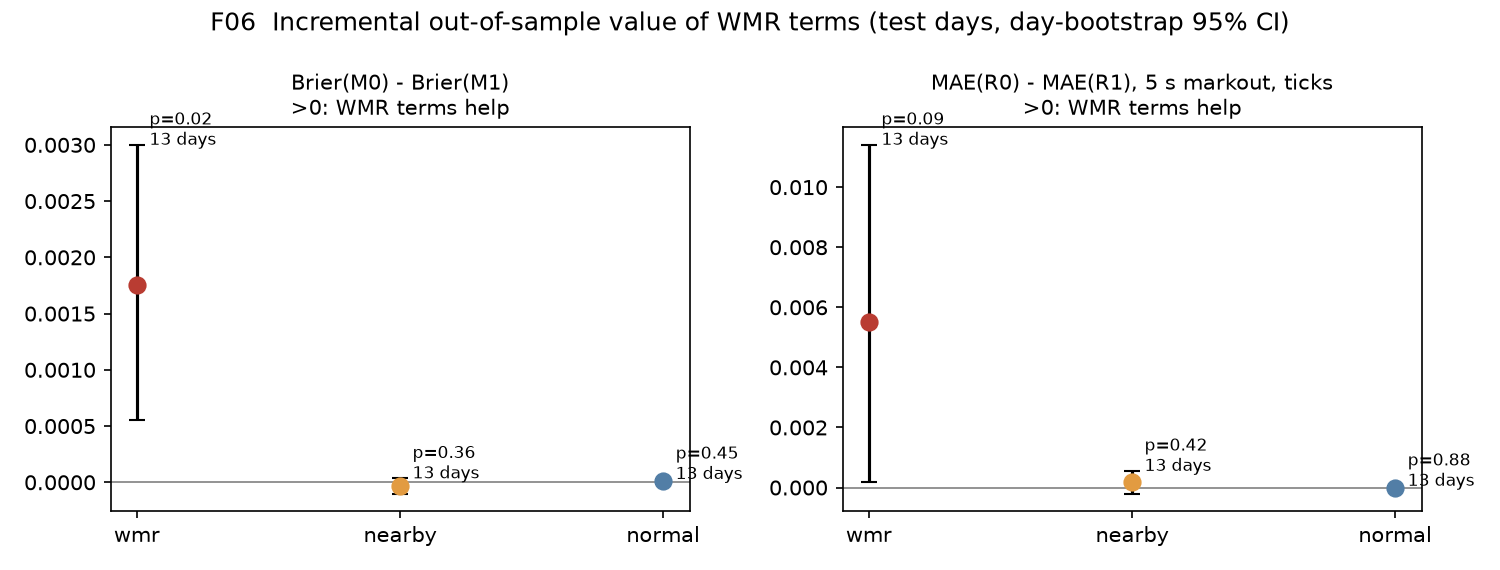 F06  Incremental out-of-sample value of WMR terms (test days, day-bootstrap 95% CI)
Brier(M0) - Brier(M1)
>0: WMR terms help
p=0.02
13 days
0.0030
0.0025
0.0020
0.0015
0.0010
0.0005
0.0000
p=0.36
13 days
p=0.45
13 days
wmr
nearby
normal
MAE(R0) - MAE(R1), 5 s markout, ticks
>0: WMR terms help
p=0.09
13 days
0.010
0.008
0.006
0.004
0.002
0.000
p=0.42
13 days
p=0.88
13 days
wmr
nearby
normal